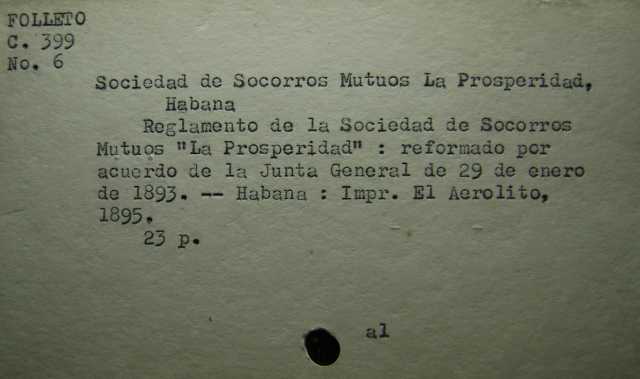 FOLLETO
C. 399
No. 6
Sociedad de Socorros Mutuos La Prosperidad,
Habana
Reglamento de la Sociedad de Socorros
Mutuos "La Prosperidad" : reformado por
acuerdo de la Junta General de 29 de enero
de 1893. -- Habana : Impr. El Aerolito,
1895.
23 p.
al